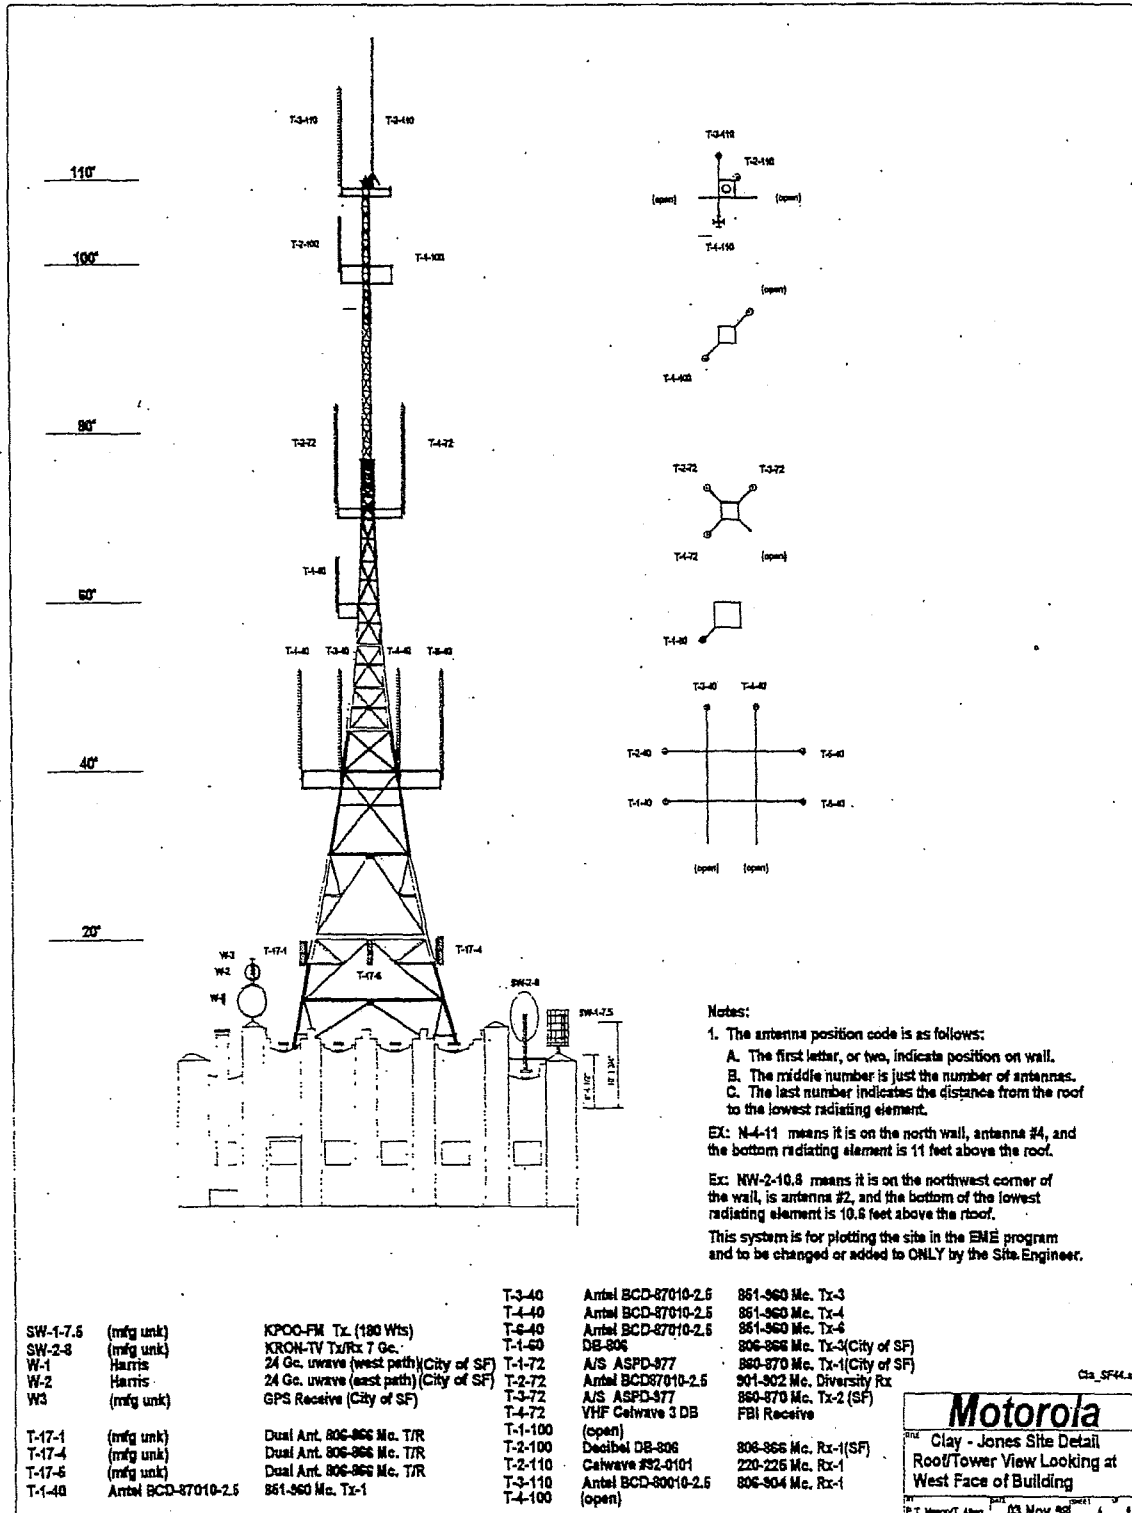 T-3-110
T-3-110
110'
T-2-100
T-4-100
100'
80'
T-2-72
T-4-72
T-4-40
60'
T-1-40
T-3-40
T-4-40
T-6-40
40'
20'
W-3
W-2
T-17-1
T-17-4
T-17-6
SW-2-8
SW-1-7.5
T-3-110
T-2-110
(open)
(open)
T-4-110
(open)
T-4-100
T-2-72
T-3-72
T-4-72
(open)
T-1-60
T-3-40
T-4-40
T-2-40
T-5-40
T-1-40
T-6-40
(open)
(open)
Notes:
1. The antenna position code is as follows:
A. The first letter, or two, indicate position on wall.
B. The middle number is just the number of antennas.
C. The last number indicates the distance from the roof
to the lowest radiating element.
EX: N-4-11 means it is on the north wall, antenna #4, and
the bottom radiating element is 11 feet above the roof.
Ex: NW-2-10.8 means it is on the northwest corner of
the wall, is antenna #2, and the bottom of the lowest
radiating element is 10.6 feet above the roof.
This system is for plotting the site in the EME program
and to be changed or added to ONLY by the Site Engineer.
SW-1-7.5 (mfg unk) KPOO-FM Tx. (180 Wts)
SW-2-8 (mfg unk) KRON-TV Tx/Rx 7 Gc.
W-1 Harris 24 Gc. uwave (west path)(City of SF)
W-2 Harris 24 Gc. uwave (east path)(City of SF)
W3 (mfg unk) GPS Receive (City of SF)
T-17-1 (mfg unk) Dual Ant. 806-866 Mc. T/R
T-17-4 (mfg unk) Dual Ant. 806-866 Mc. T/R
T-17-6 (mfg unk) Dual Ant. 806-866 Mc. T/R
T-1-40 Antel BCD-87010-2.5 851-960 Mc. Tx-1
T-3-40 Antel BCD-87010-2.5 851-960 Mc. Tx-3
T-4-40 Antel BCD-87010-2.5 851-960 Mc. Tx-4
T-6-40 Antel BCD-87010-2.5 851-960 Mc. Tx-6
T-1-60 DB-806 806-866 Mc. Tx-3(City of SF)
T-1-72 A/S ASPD-977 860-870 Mc. Tx-1(City of SF)
T-2-72 Antel BCD87010-2.5 901-902 Mc. Diversity Rx
T-3-72 A/S ASPD-977 860-870 Mc. Tx-2 (SF)
T-4-72 VHF Celwave 3 DB FBI Receive
T-1-100 (open)
T-2-100 Decibel DB-806 806-866 Mc. Rx-1(SF)
T-2-110 Celwave #92-0101 220-225 Mc. Rx-1
T-3-110 Antel BCD-80010-2.5 806-904 Mc. Rx-1
T-4-100 (open)
Motorola
Clay - Jones Site Detail
Roof/Tower View Looking at
West Face of Building
03 Nov 98